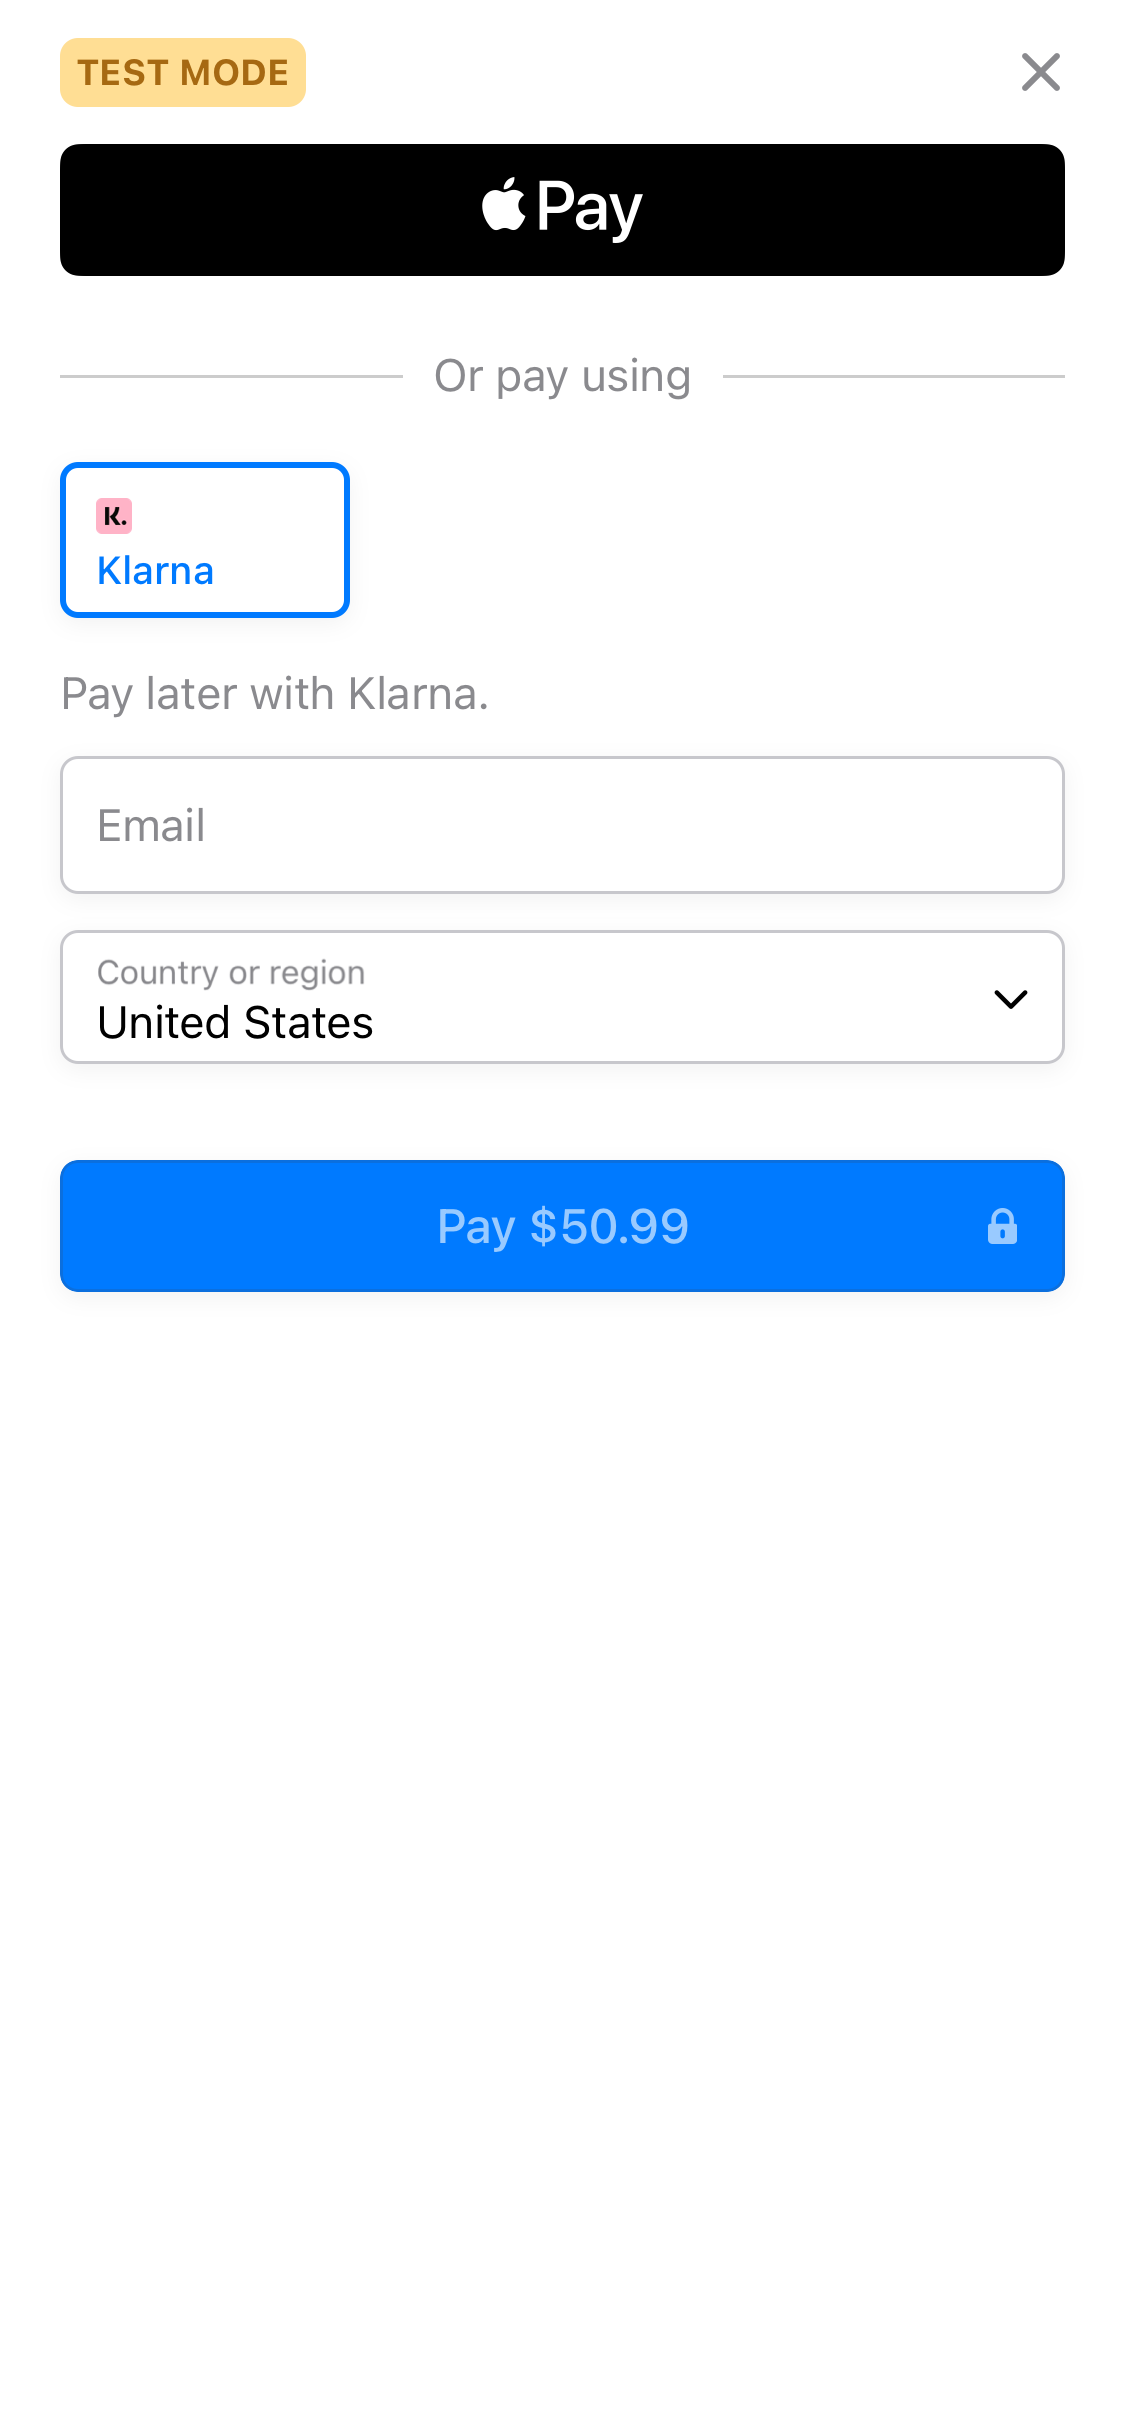 TEST MODE
Pay
Or pay using
K.
Klarna
Pay later with Klarna.
Email
Country or region
United States
Pay $50.99